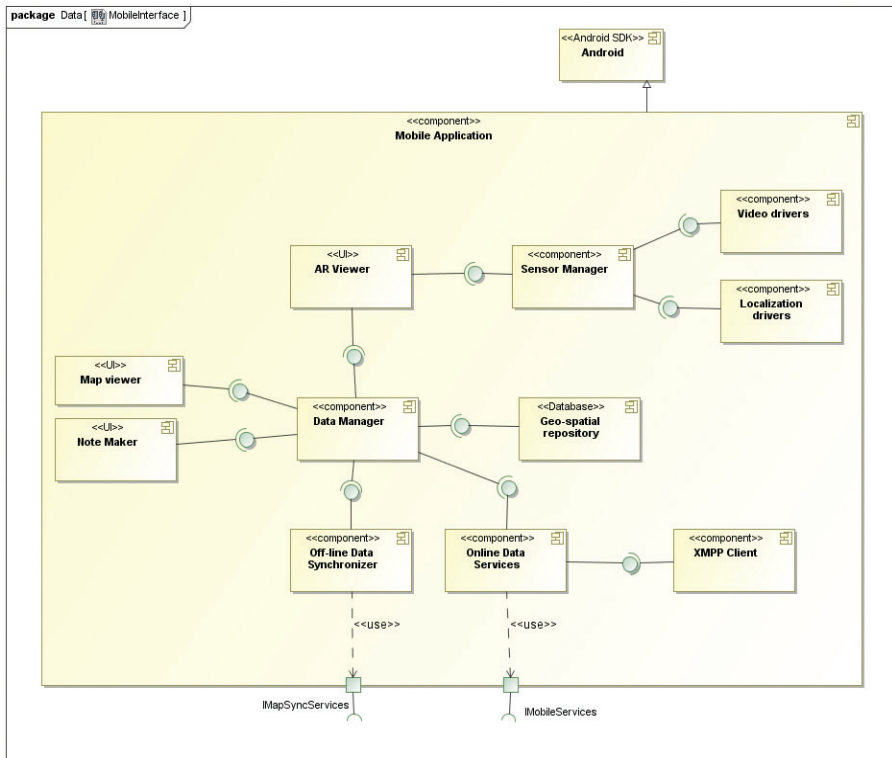 package Data[ MobileInterface ]
<<Android SDK>>
Android
<<component>>
Mobile Application
<<component>>
Video drivers
<<UI>>
AR Viewer
<<component>>
Sensor Manager
<<component>>
Localization
drivers
<<UI>>
Map viewer
<<component>>
Data Manager
<<Database>>
Geo-spatial
repository
<<UI>>
Note Maker
<<component>>
Off-line Data
Synchronizer
<<component>>
Online Data
Services
<<component>>
XMPP Client
<<use>>
<<use>>
IMapSyncServices
IMobileServices